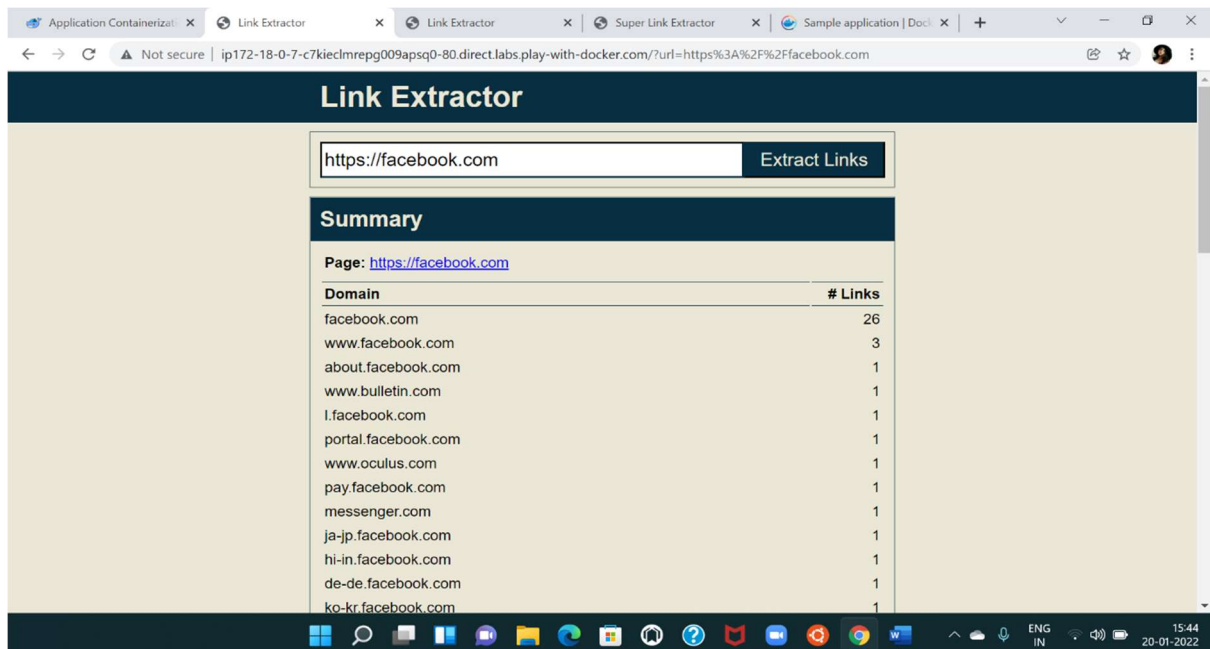 Application Containerizati
Link Extractor
Link Extractor
Super Link Extractor
Sample application | Dock
Not secure | ip172-18-0-7-c7kieclmrepg009apsq0-80.direct.labs.play-with-docker.com/?url=https%3A%2F%2Ffacebook.com
Link Extractor
https://facebook.com
Extract Links
Summary
Page: https://facebook.com
Domain # Links
facebook.com 26
www.facebook.com 3
about.facebook.com 1
www.bulletin.com 1
l.facebook.com 1
portal.facebook.com 1
www.oculus.com 1
pay.facebook.com 1
messenger.com 1
ja-jp.facebook.com 1
hi-in.facebook.com 1
de-de.facebook.com 1
ko-kr.facebook.com 1
ENG 15:44
IN 20-01-2022